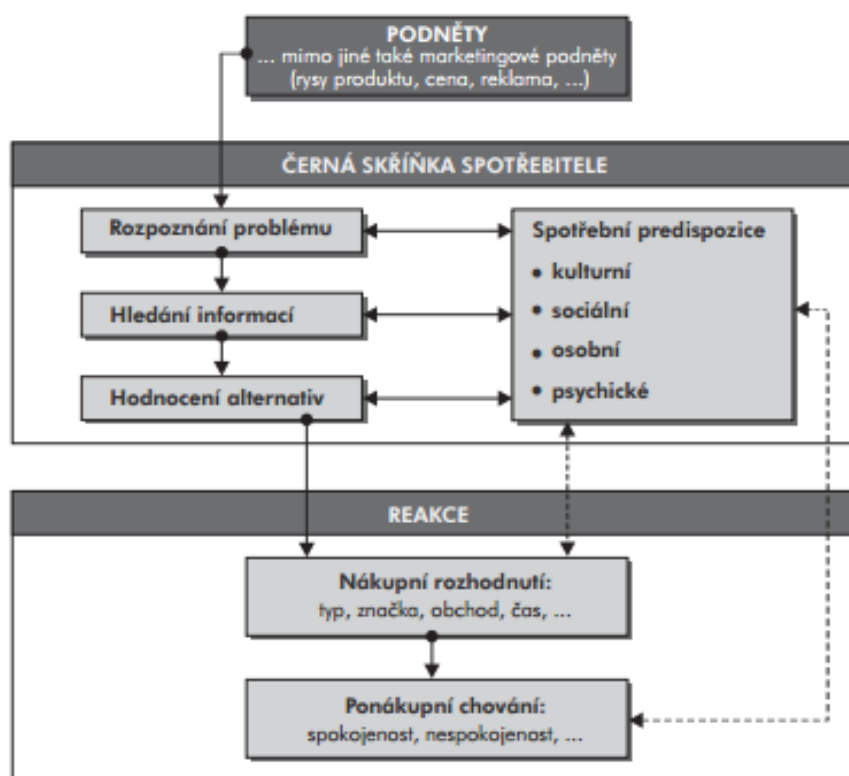 PODNĚTY
... mimo jiné také marketingové podněty
(rysy produktu, cena, reklama, ...)
ČERNÁ SKŘÍŇKA SPOTŘEBITELE
Rozpoznání problému
Hledání informací
Hodnocení alternativ
Spotřební predispozice
• kulturní
• sociální
• osobní
• psychické
REAKCE
Nákupní rozhodnutí:
typ, značka, obchod, čas, ...
Ponákupní chování:
spokojenost, nespokojenost, ...